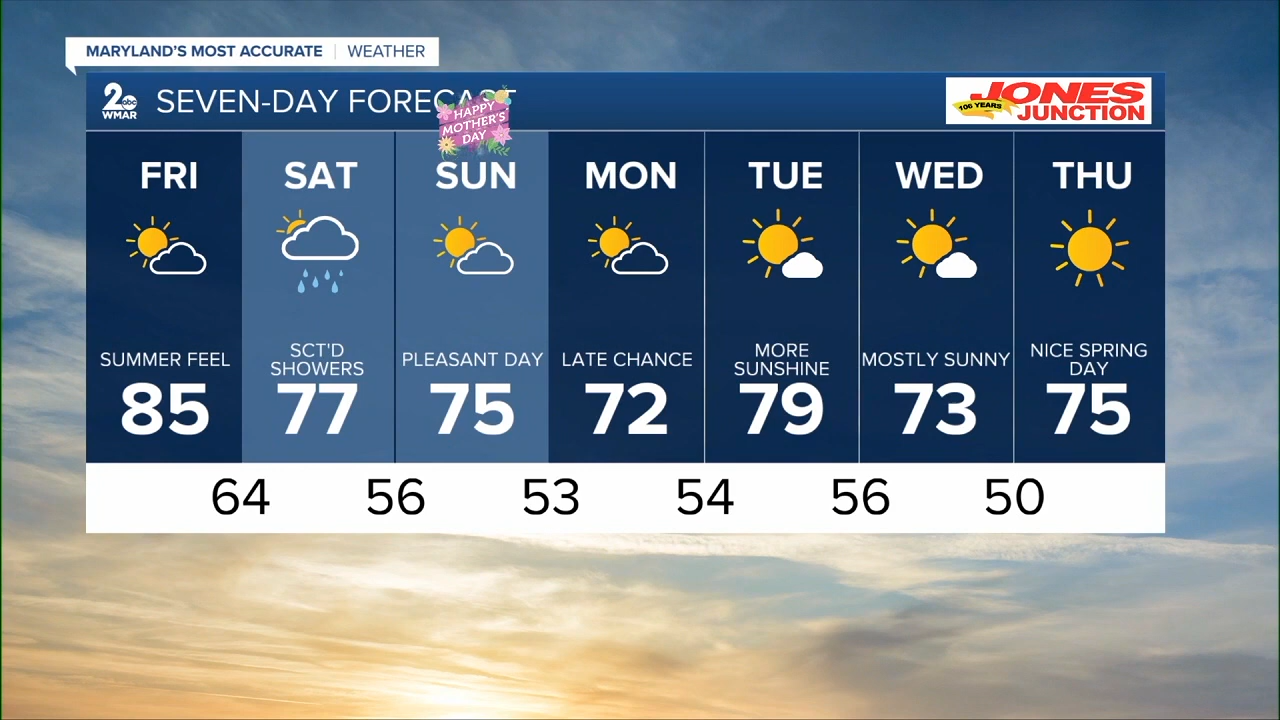 MARYLAND'S MOST ACCURATE | WEATHER
2 abc
WMAR
SEVEN-DAY FORECAST
HAPPY
MOTHER'S
DAY
106 YEARS
JONES
JUNCTION
FRI SAT SUN MON TUE WED THU
SUMMER FEEL
SCT'D
SHOWERS
PLEASANT DAY
LATE CHANCE
MORE
SUNSHINE
MOSTLY SUNNY
NICE SPRING
DAY
85 77 75 72 79 73 75
64 56 53 54 56 50